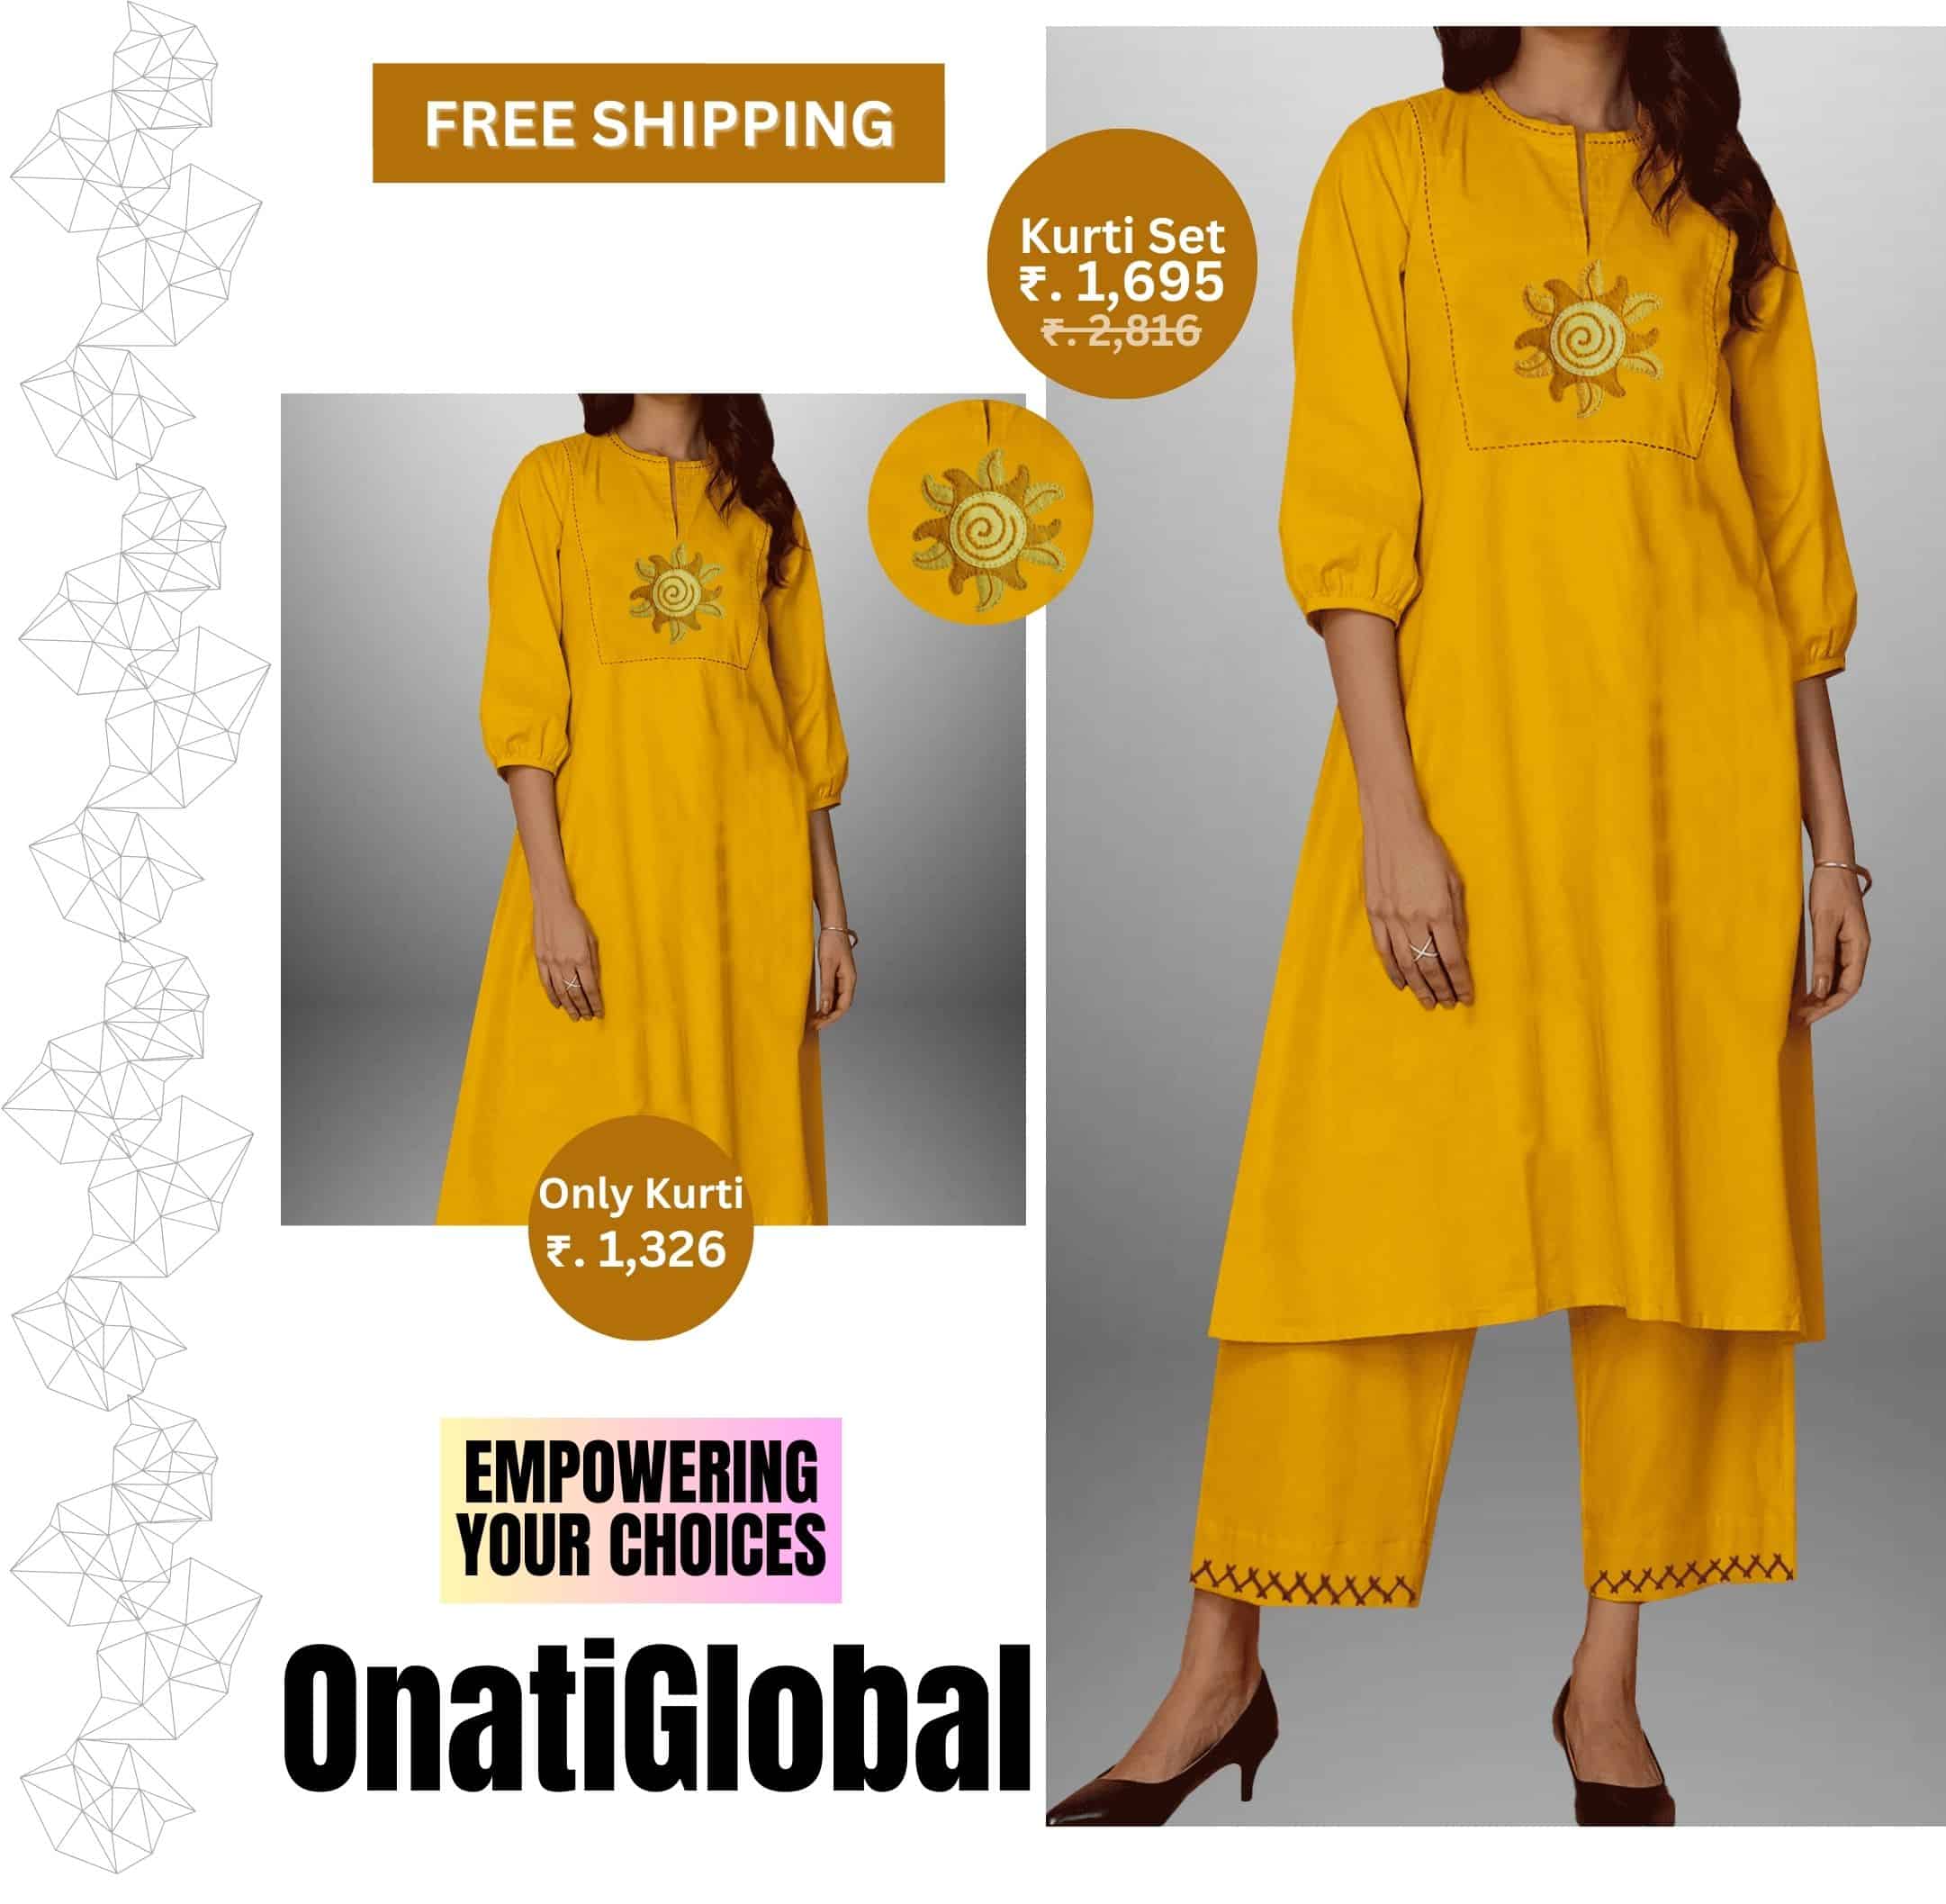 FREE SHIPPING
Kurti Set
₹. 1,695
₹. 2,816
Only Kurti
₹. 1,326
EMPOWERING
YOUR CHOICES
OnatiGlobal